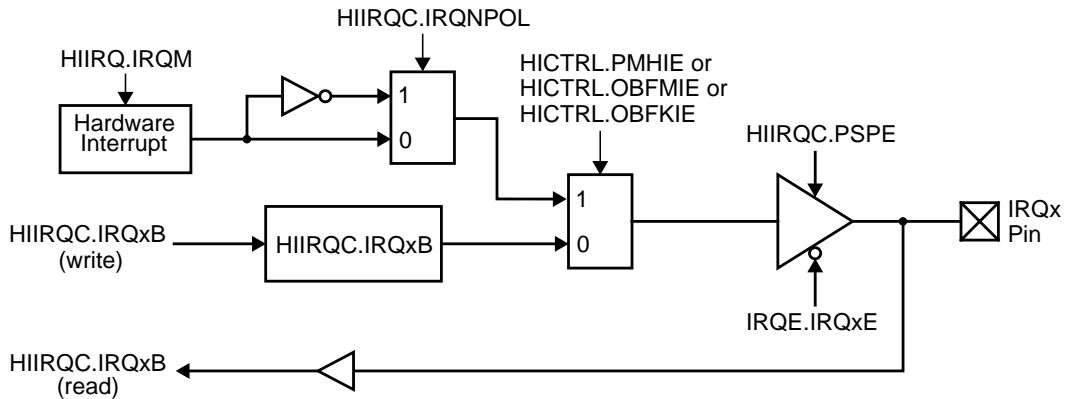 HIIRQC.IRQNPOL
HIIRQ.IRQM
HICTRL.PMHIE or
HICTRL.OBFMIE or
HICTRL.OBFKIE
Hardware
Interrupt
1
0
HIIRQC.PSPE
1
0
IRQx
Pin
HIIRQC.IRQxB
(write)
HIIRQC.IRQxB
IRQE.IRQxE
HIIRQC.IRQxB
(read)